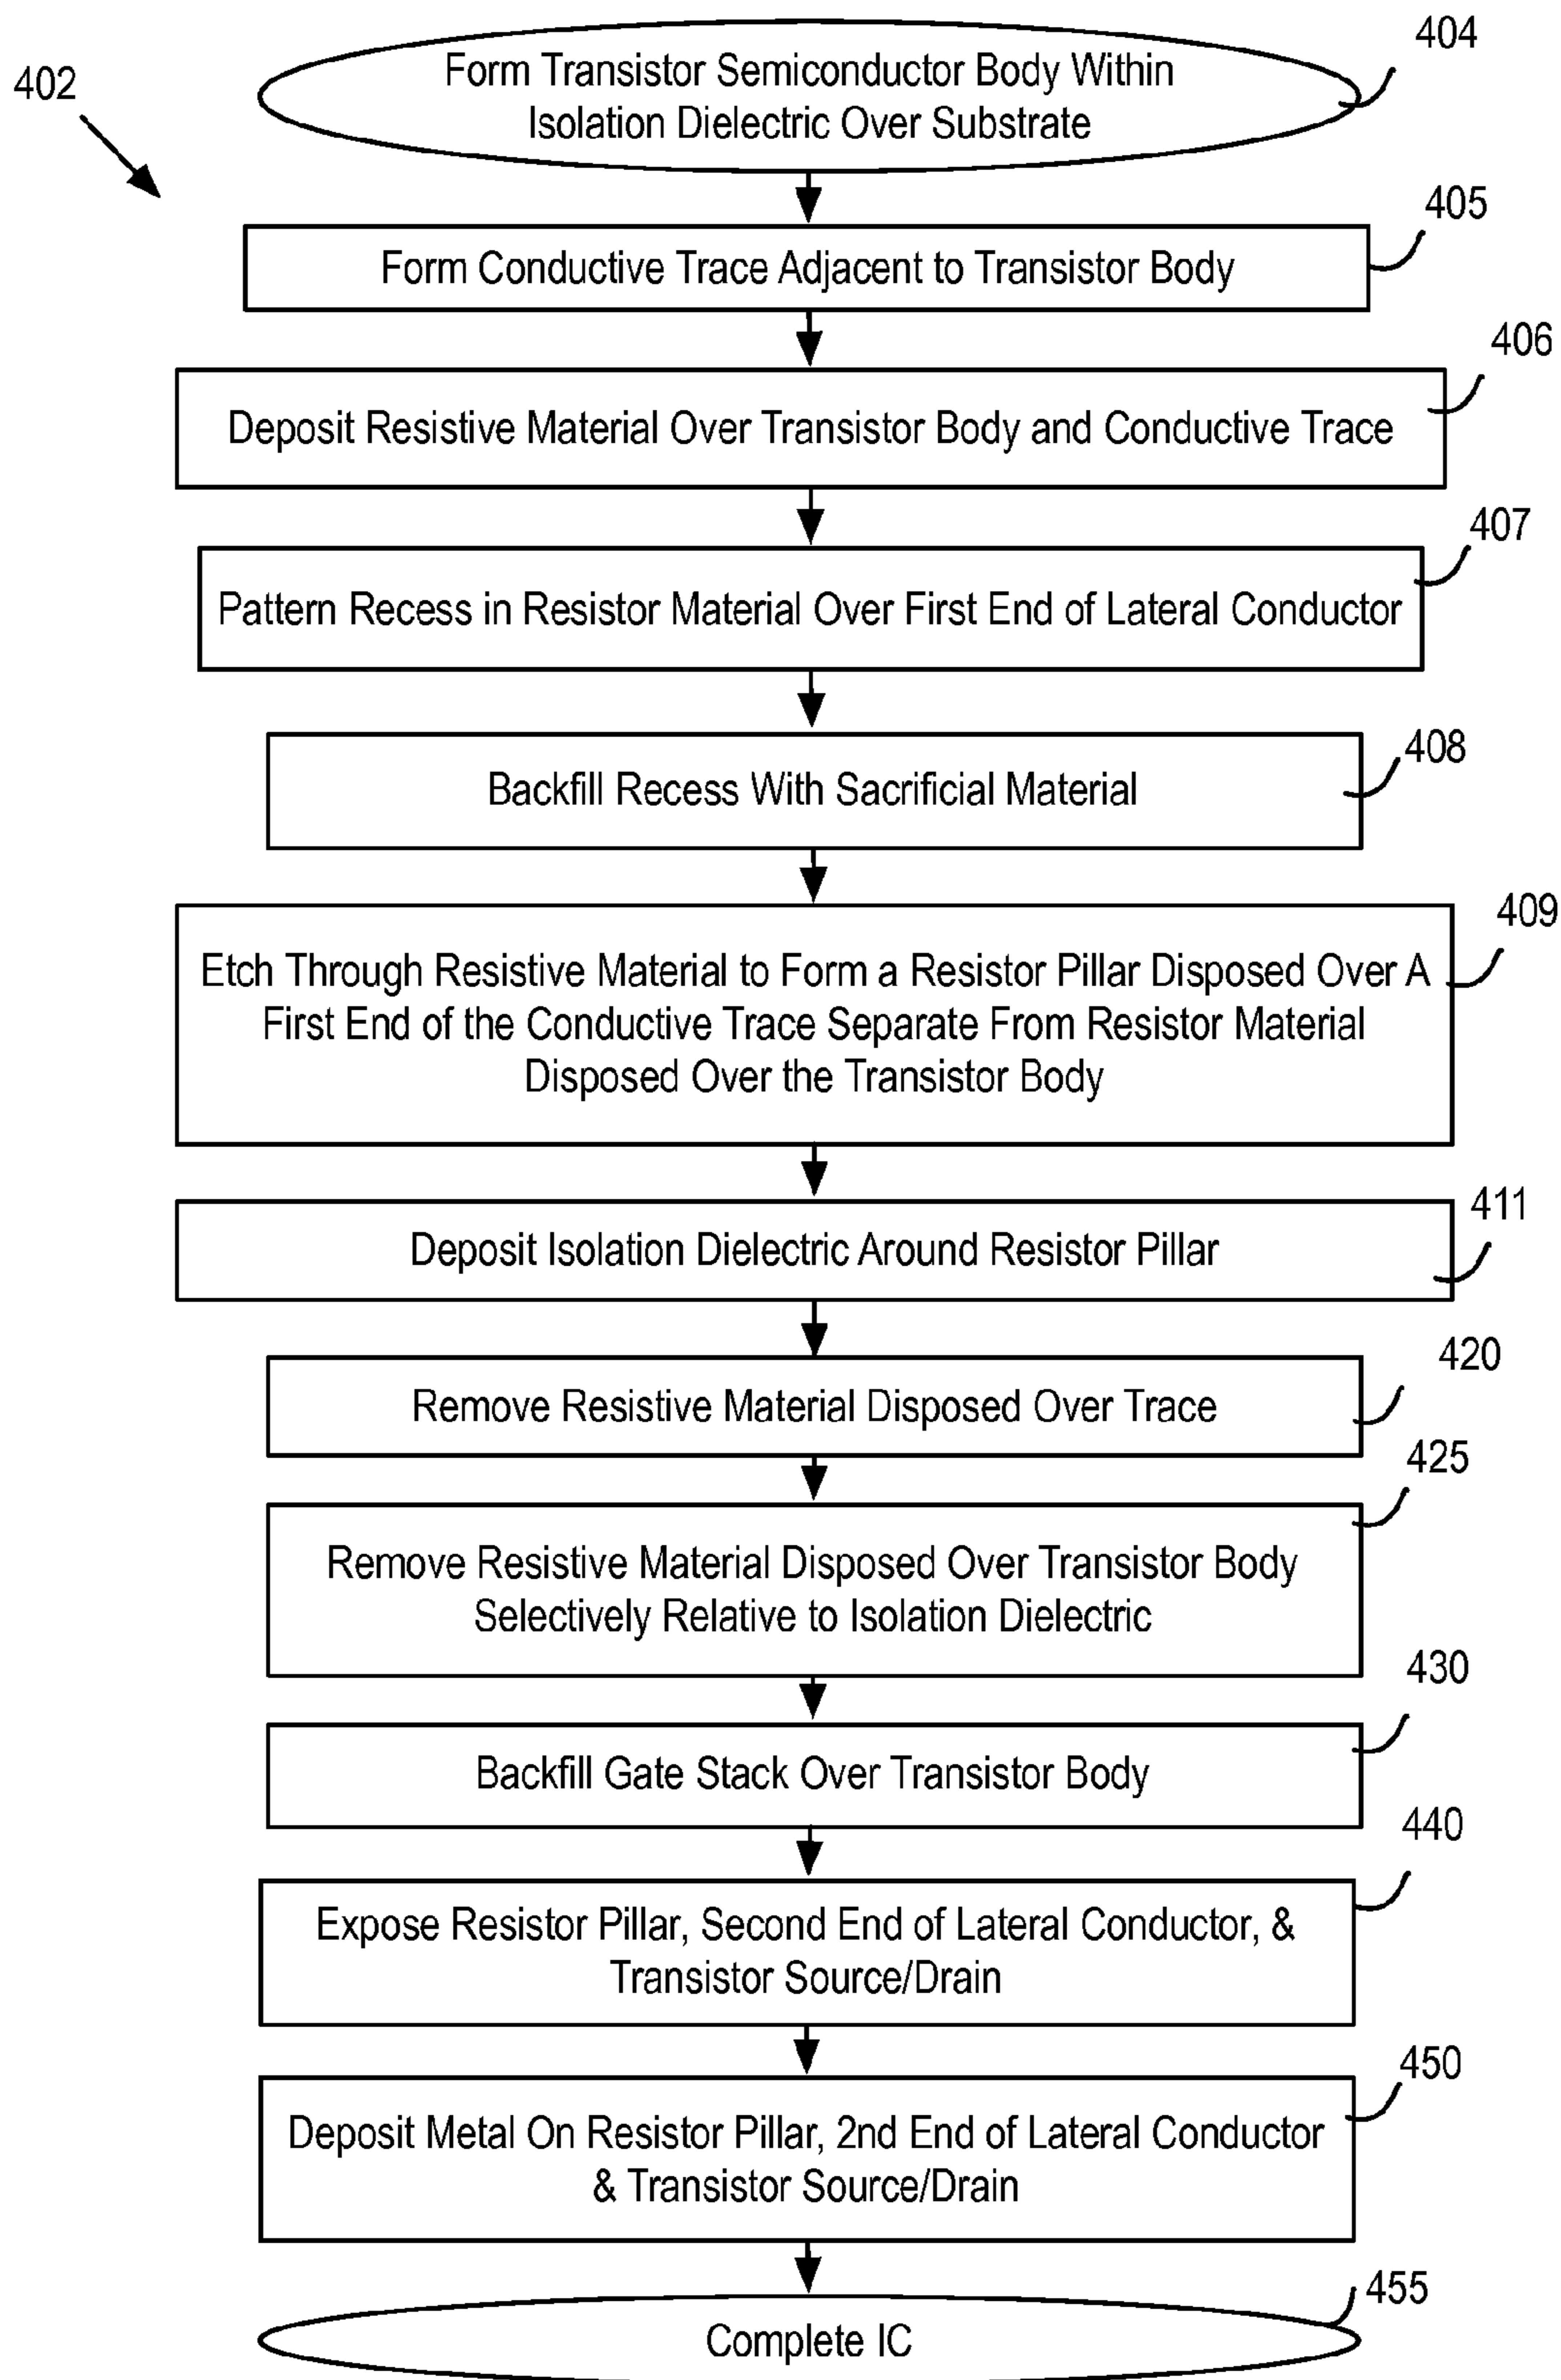 404
402
Form Transistor Semiconductor Body Within
Isolation Dielectric Over Substrate
405
Form Conductive Trace Adjacent to Transistor Body
406
Deposit Resistive Material Over Transistor Body and Conductive Trace
407
Pattern Recess in Resistor Material Over First End of Lateral Conductor
408
Backfill Recess With Sacrificial Material
409
Etch Through Resistive Material to Form a Resistor Pillar Disposed Over A
First End of the Conductive Trace Separate From Resistor Material
Disposed Over the Transistor Body
411
Deposit Isolation Dielectric Around Resistor Pillar
420
Remove Resistive Material Disposed Over Trace
425
Remove Resistive Material Disposed Over Transistor Body
Selectively Relative to Isolation Dielectric
430
Backfill Gate Stack Over Transistor Body
440
Expose Resistor Pillar, Second End of Lateral Conductor, &
Transistor Source/Drain
450
Deposit Metal On Resistor Pillar, 2nd End of Lateral Conductor
& Transistor Source/Drain
455
Complete IC